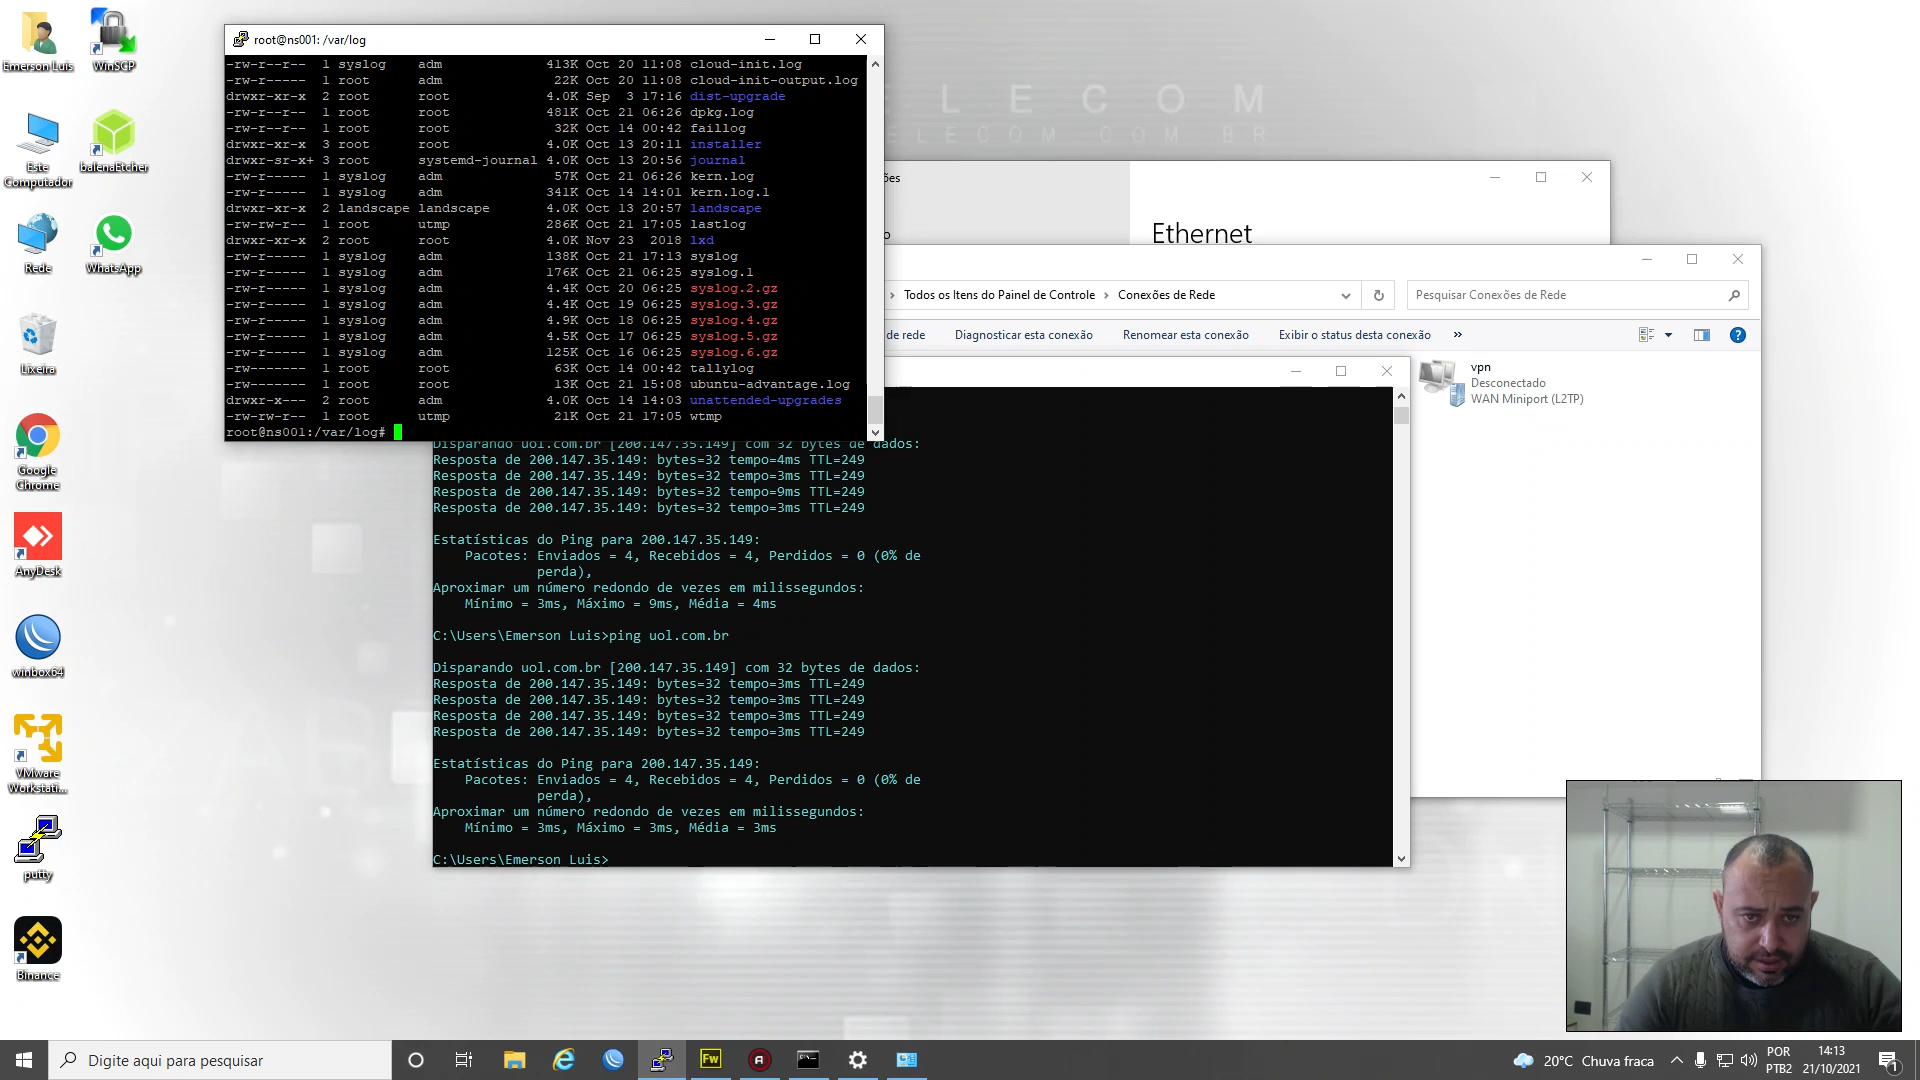 Emerson Luis
WinSCP
Este Computador
balenaEtcher
Rede
WhatsApp
Lixeira
Google Chrome
AnyDesk
winbox64
VMware Workstati...
putty
Binance
root@ns001: /var/log
-rw-r--r-- 1 syslog adm 413K Oct 20 11:08 cloud-init.log
-rw-r----- 1 root adm 22K Oct 20 11:08 cloud-init-output.log
drwxr-xr-x 2 root root 4.0K Sep 3 17:16 dist-upgrade
-rw-r--r-- 1 root root 481K Oct 21 06:26 dpkg.log
-rw-r--r-- 1 root root 32K Oct 14 00:42 faillog
drwxr-xr-x 3 root root 4.0K Oct 13 20:11 installer
drwxr-sr-x+ 3 root systemd-journal 4.0K Oct 13 20:56 journal
-rw-r----- 1 syslog adm 57K Oct 21 06:26 kern.log
-rw-r----- 1 syslog adm 341K Oct 14 14:01 kern.log.1
drwxr-xr-x 2 landscape landscape 4.0K Oct 13 20:57 landscape
-rw-rw-r-- 1 root utmp 286K Oct 21 17:05 lastlog
drwxr-xr-x 2 root root 4.0K Nov 23 2018 lxd
-rw-r----- 1 syslog adm 138K Oct 21 17:13 syslog
-rw-r----- 1 syslog adm 176K Oct 21 06:25 syslog.1
-rw-r----- 1 syslog adm 4.4K Oct 20 06:25 syslog.2.gz
-rw-r----- 1 syslog adm 4.4K Oct 19 06:25 syslog.3.gz
-rw-r----- 1 syslog adm 4.9K Oct 18 06:25 syslog.4.gz
-rw-r----- 1 syslog adm 4.5K Oct 17 06:25 syslog.5.gz
-rw-r----- 1 syslog adm 125K Oct 16 06:25 syslog.6.gz
-rw-r--r-- 1 root root 63K Oct 14 00:42 tallylog
-rw------- 1 root root 13K Oct 21 15:08 ubuntu-advantage.log
drwxr-x--- 2 root adm 4.0K Oct 14 14:03 unattended-upgrades
-rw-rw-r-- 1 root utmp 21K Oct 21 17:05 wtmp
root@ns001:/var/log#
E L E C O M
ELECOM.COM.BR
ões
o
Ethernet
› Todos os Itens do Painel de Controle › Conexões de Rede
Pesquisar Conexões de Rede
de rede Diagnosticar esta conexão Renomear esta conexão Exibir o status desta conexão »
vpn
Desconectado
WAN Miniport (L2TP)
Disparando uol.com.br [200.147.35.149] com 32 bytes de dados:
Resposta de 200.147.35.149: bytes=32 tempo=4ms TTL=249
Resposta de 200.147.35.149: bytes=32 tempo=3ms TTL=249
Resposta de 200.147.35.149: bytes=32 tempo=9ms TTL=249
Resposta de 200.147.35.149: bytes=32 tempo=3ms TTL=249
Estatísticas do Ping para 200.147.35.149:
Pacotes: Enviados = 4, Recebidos = 4, Perdidos = 0 (0% de
perda),
Aproximar um número redondo de vezes em milissegundos:
Mínimo = 3ms, Máximo = 9ms, Média = 4ms
C:\Users\Emerson Luis>ping uol.com.br
Disparando uol.com.br [200.147.35.149] com 32 bytes de dados:
Resposta de 200.147.35.149: bytes=32 tempo=3ms TTL=249
Resposta de 200.147.35.149: bytes=32 tempo=3ms TTL=249
Resposta de 200.147.35.149: bytes=32 tempo=3ms TTL=249
Resposta de 200.147.35.149: bytes=32 tempo=3ms TTL=249
Estatísticas do Ping para 200.147.35.149:
Pacotes: Enviados = 4, Recebidos = 4, Perdidos = 0 (0% de
perda),
Aproximar um número redondo de vezes em milissegundos:
Mínimo = 3ms, Máximo = 3ms, Média = 3ms
C:\Users\Emerson Luis>
Digite aqui para pesquisar
Fw
20°C Chuva fraca
POR
PTB2
14:13
21/10/2021
1